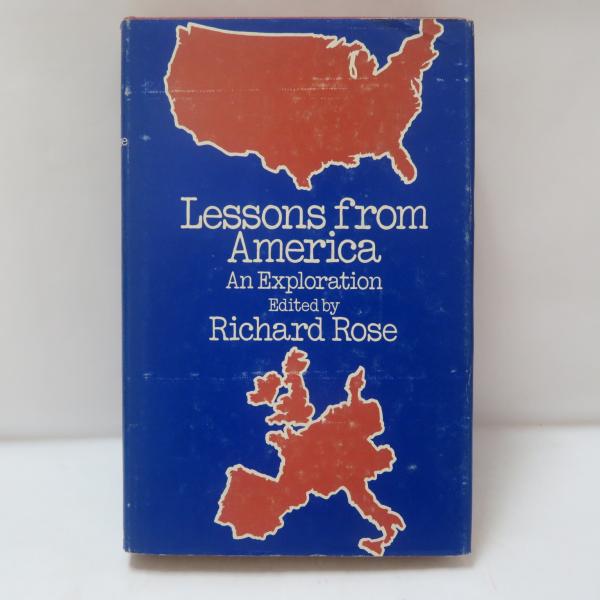 Lessons from
America
An Exploration
Edited by
Richard Rose